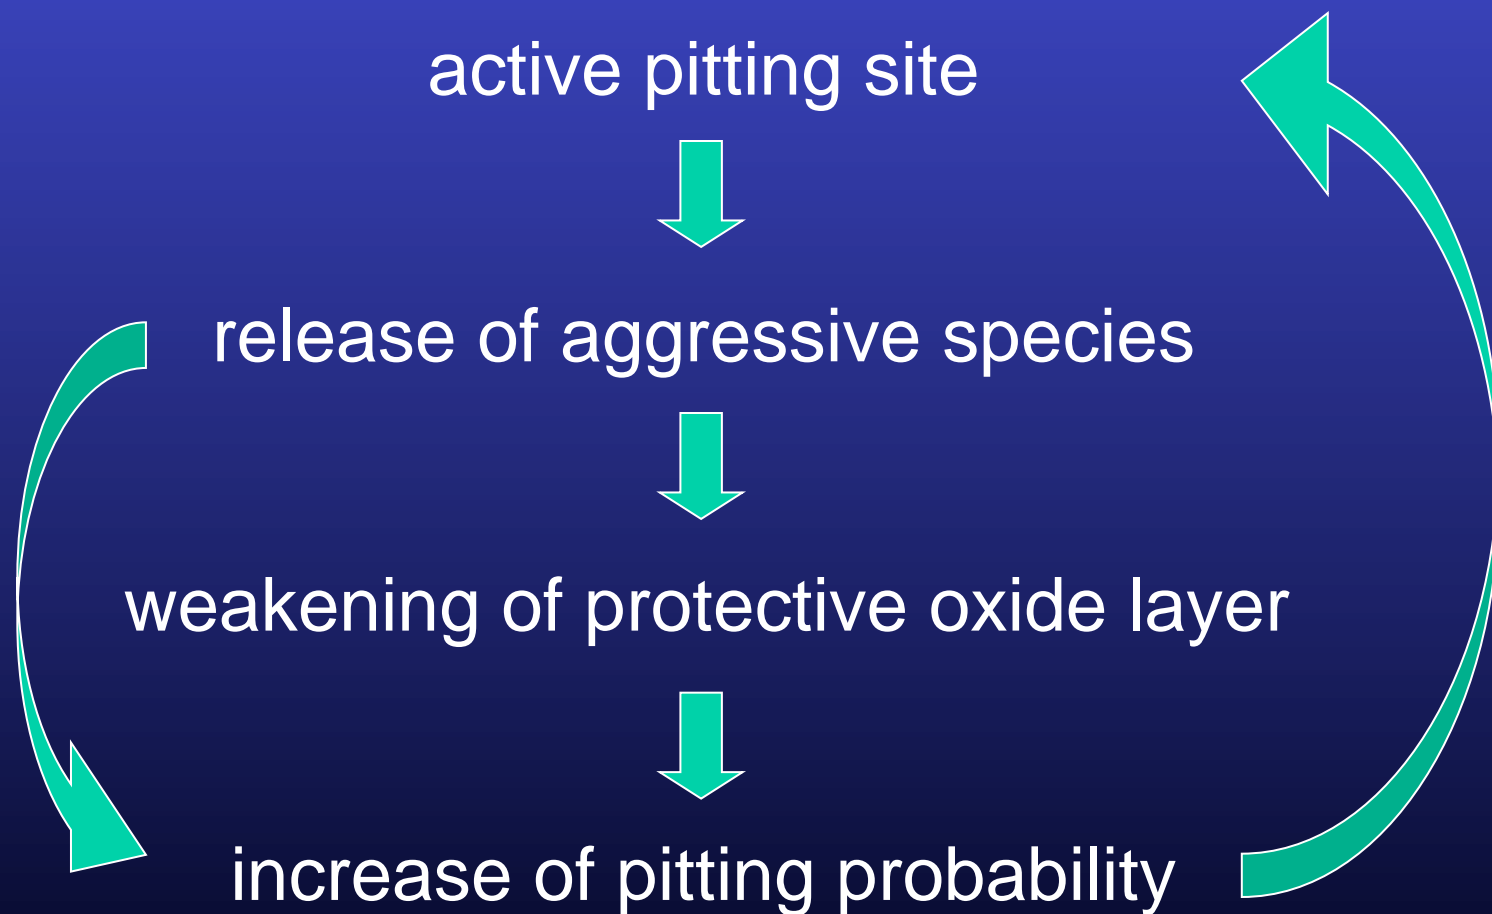 active pitting site
release of aggressive species
weakening of protective oxide layer
increase of pitting probability